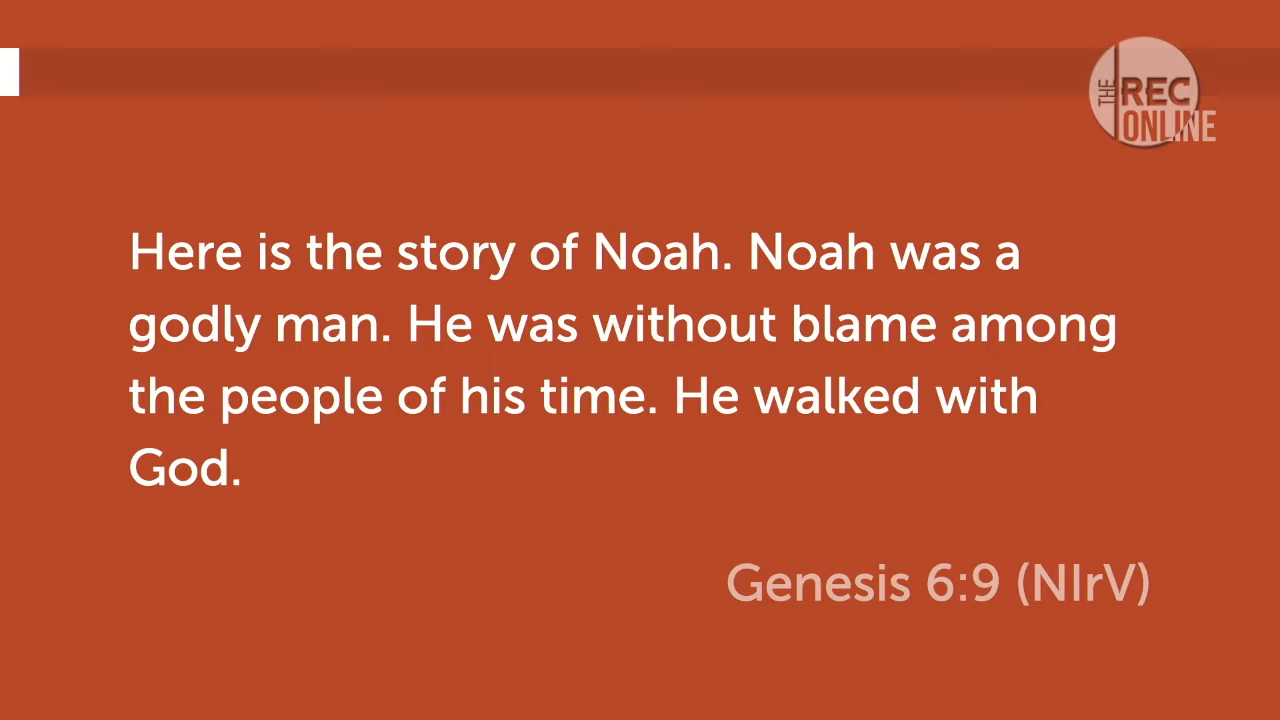 THE REC
ONLINE
Here is the story of Noah. Noah was a
godly man. He was without blame among
the people of his time. He walked with
God.
Genesis 6:9 (NIrV)